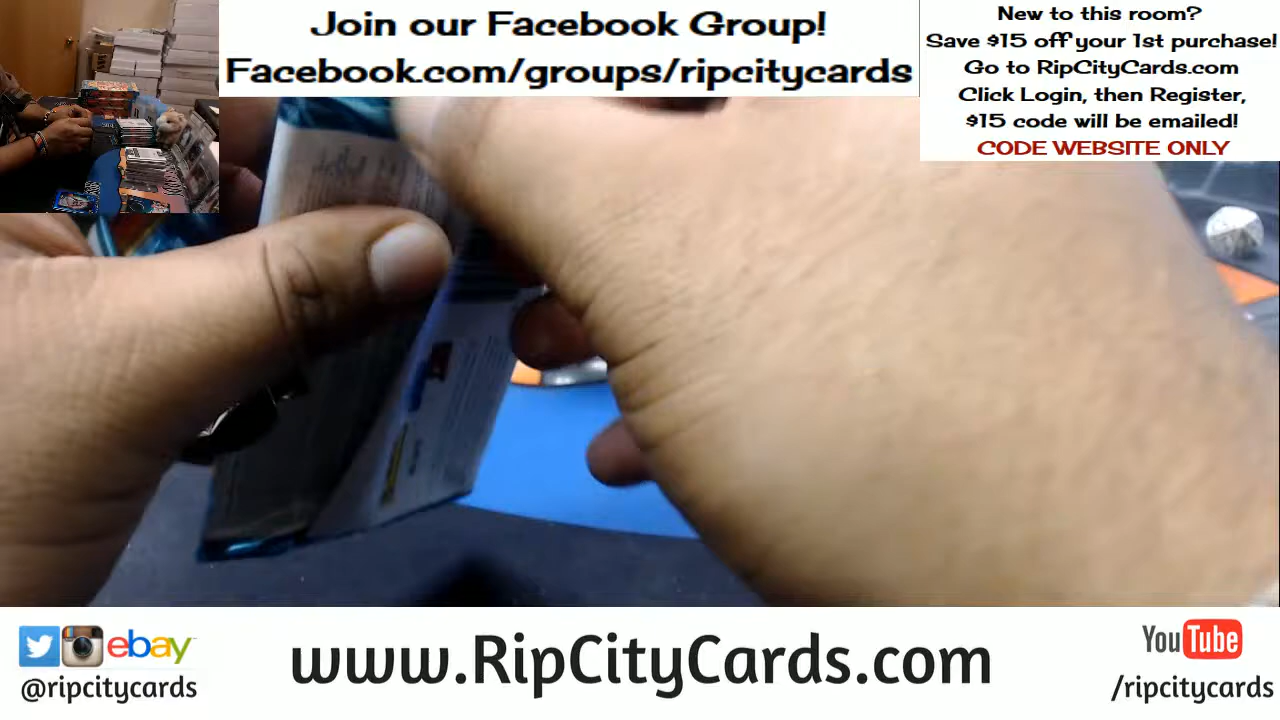 Join our Facebook Group!
Facebook.com/groups/ripcitycards
New to this room?
Save $15 off your 1st purchase!
Go to RipCityCards.com
Click Login, then Register,
$15 code will be emailed!
CODE WEBSITE ONLY
ebay
@ripcitycards
www.RipCityCards.com
YouTube
/ripcitycards